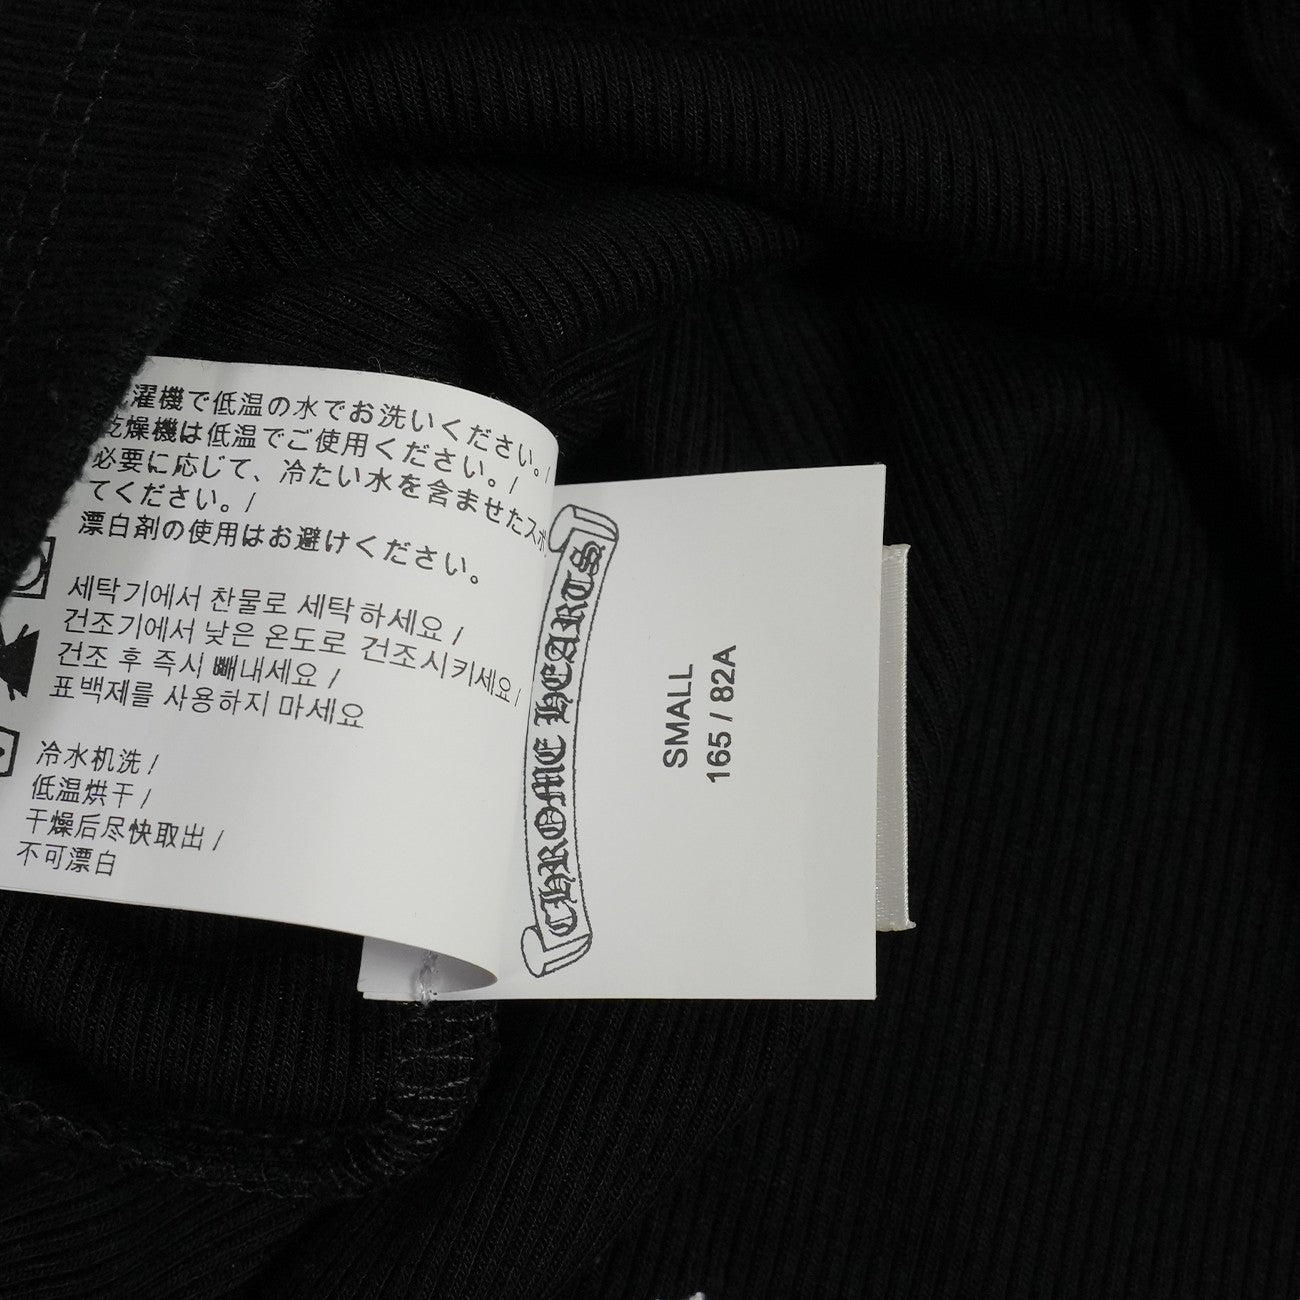 濯機で低温の水でお洗いください。/
乾燥機は低温でご使用ください。/
必要に応じて、冷たい水を含ませたスポ
てください。/
漂白剤の使用はお避けください。
세탁기에서 찬물로 세탁하세요 /
건조기에서 낮은 온도로 건조시키세요/
건조 후 즉시 빼내세요 /
표백제를 사용하지 마세요
冷水机洗 /
低温烘干 /
干燥后尽快取出 /
不可漂白
CHROME HEARTS
SMALL
165 / 82A